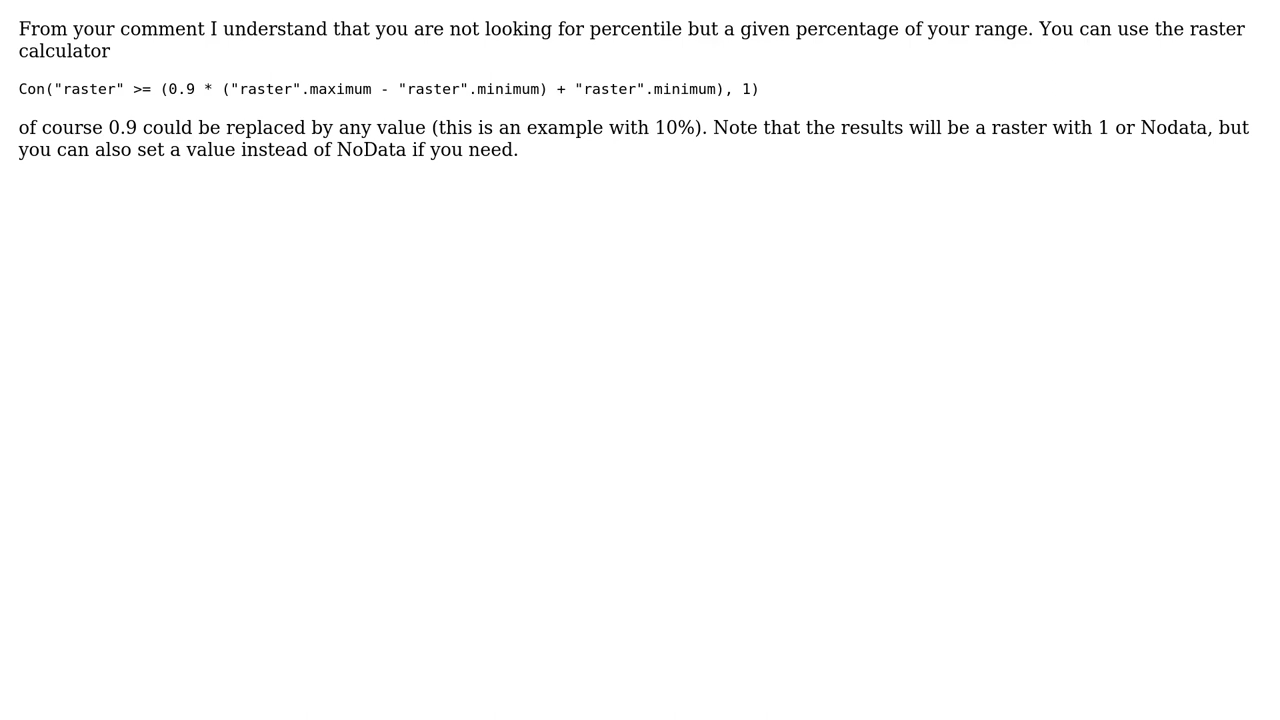 From your comment I understand that you are not looking for percentile but a given percentage of your range. You can use the raster
calculator
Con("raster" >= (0.9 * ("raster".maximum - "raster".minimum) + "raster".minimum), 1)
of course 0.9 could be replaced by any value (this is an example with 10%). Note that the results will be a raster with 1 or Nodata, but
you can also set a value instead of NoData if you need.